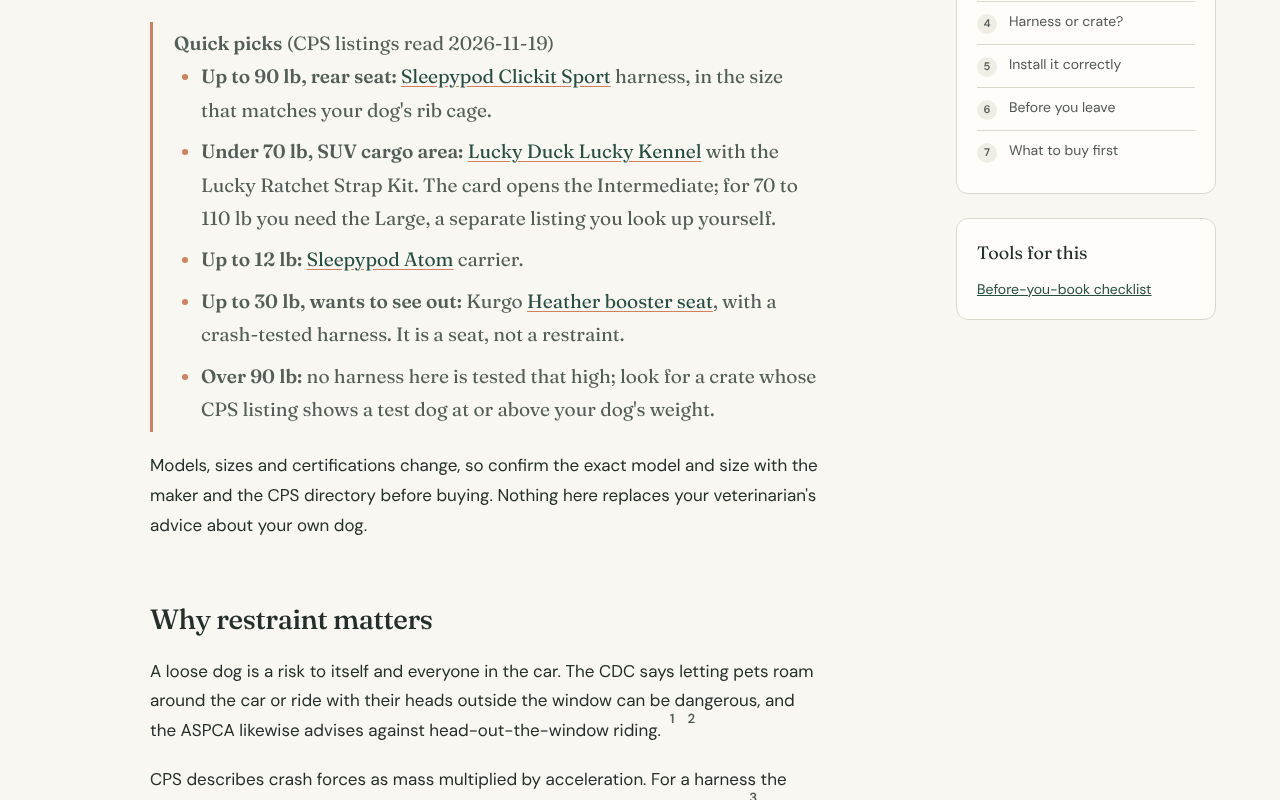 Quick picks (CPS listings read 2026-11-19)
Up to 90 lb, rear seat: Sleepypod Clickit Sport harness, in the size
that matches your dog's rib cage.
Under 70 lb, SUV cargo area: Lucky Duck Lucky Kennel with the
Lucky Ratchet Strap Kit. The card opens the Intermediate; for 70 to
110 lb you need the Large, a separate listing you look up yourself.
Up to 12 lb: Sleepypod Atom carrier.
Up to 30 lb, wants to see out: Kurgo Heather booster seat, with a
crash-tested harness. It is a seat, not a restraint.
Over 90 lb: no harness here is tested that high; look for a crate whose
CPS listing shows a test dog at or above your dog's weight.
Models, sizes and certifications change, so confirm the exact model and size with the
maker and the CPS directory before buying. Nothing here replaces your veterinarian's
advice about your own dog.
Why restraint matters
A loose dog is a risk to itself and everyone in the car. The CDC says letting pets roam
around the car or ride with their heads outside the window can be dangerous, and
the ASPCA likewise advises against head-out-the-window riding. 1 2
CPS describes crash forces as mass multiplied by acceleration. For a harness the
3
4 Harness or crate?
5 Install it correctly
6 Before you leave
7 What to buy first
Tools for this
Before-you-book checklist